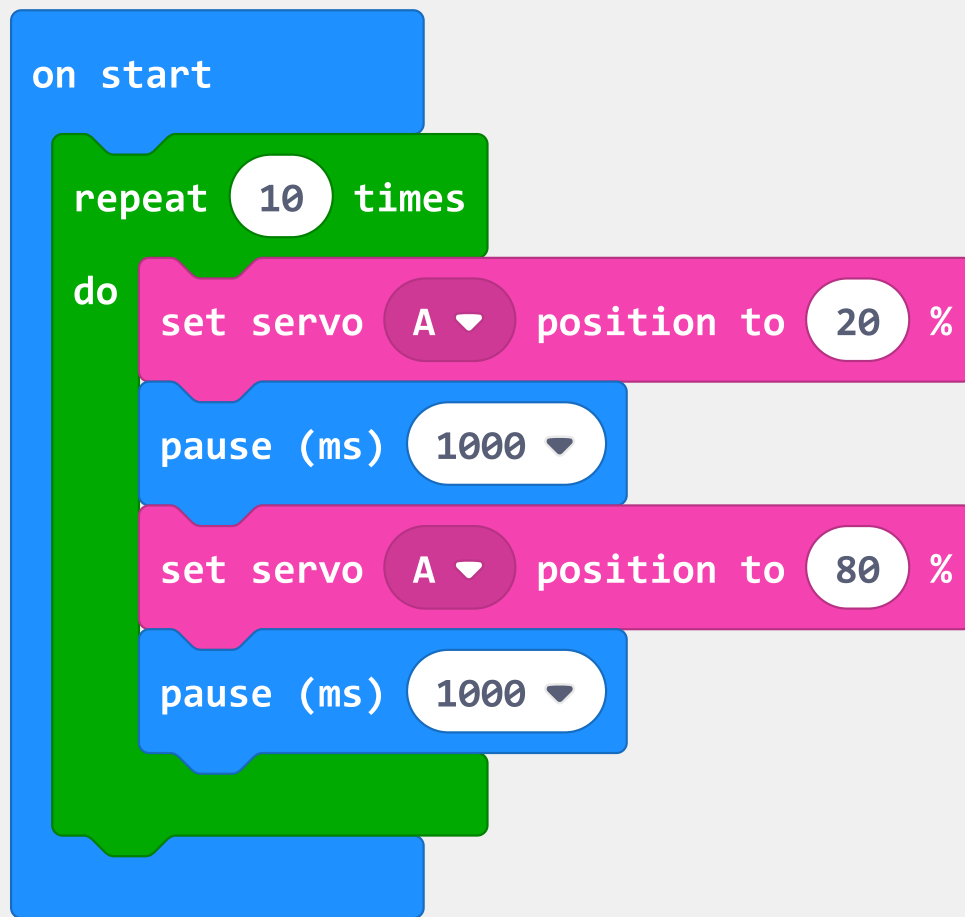 on start
repeat 10 times
do
set servo A position to 20 %
pause (ms) 1000
set servo A position to 80 %
pause (ms) 1000